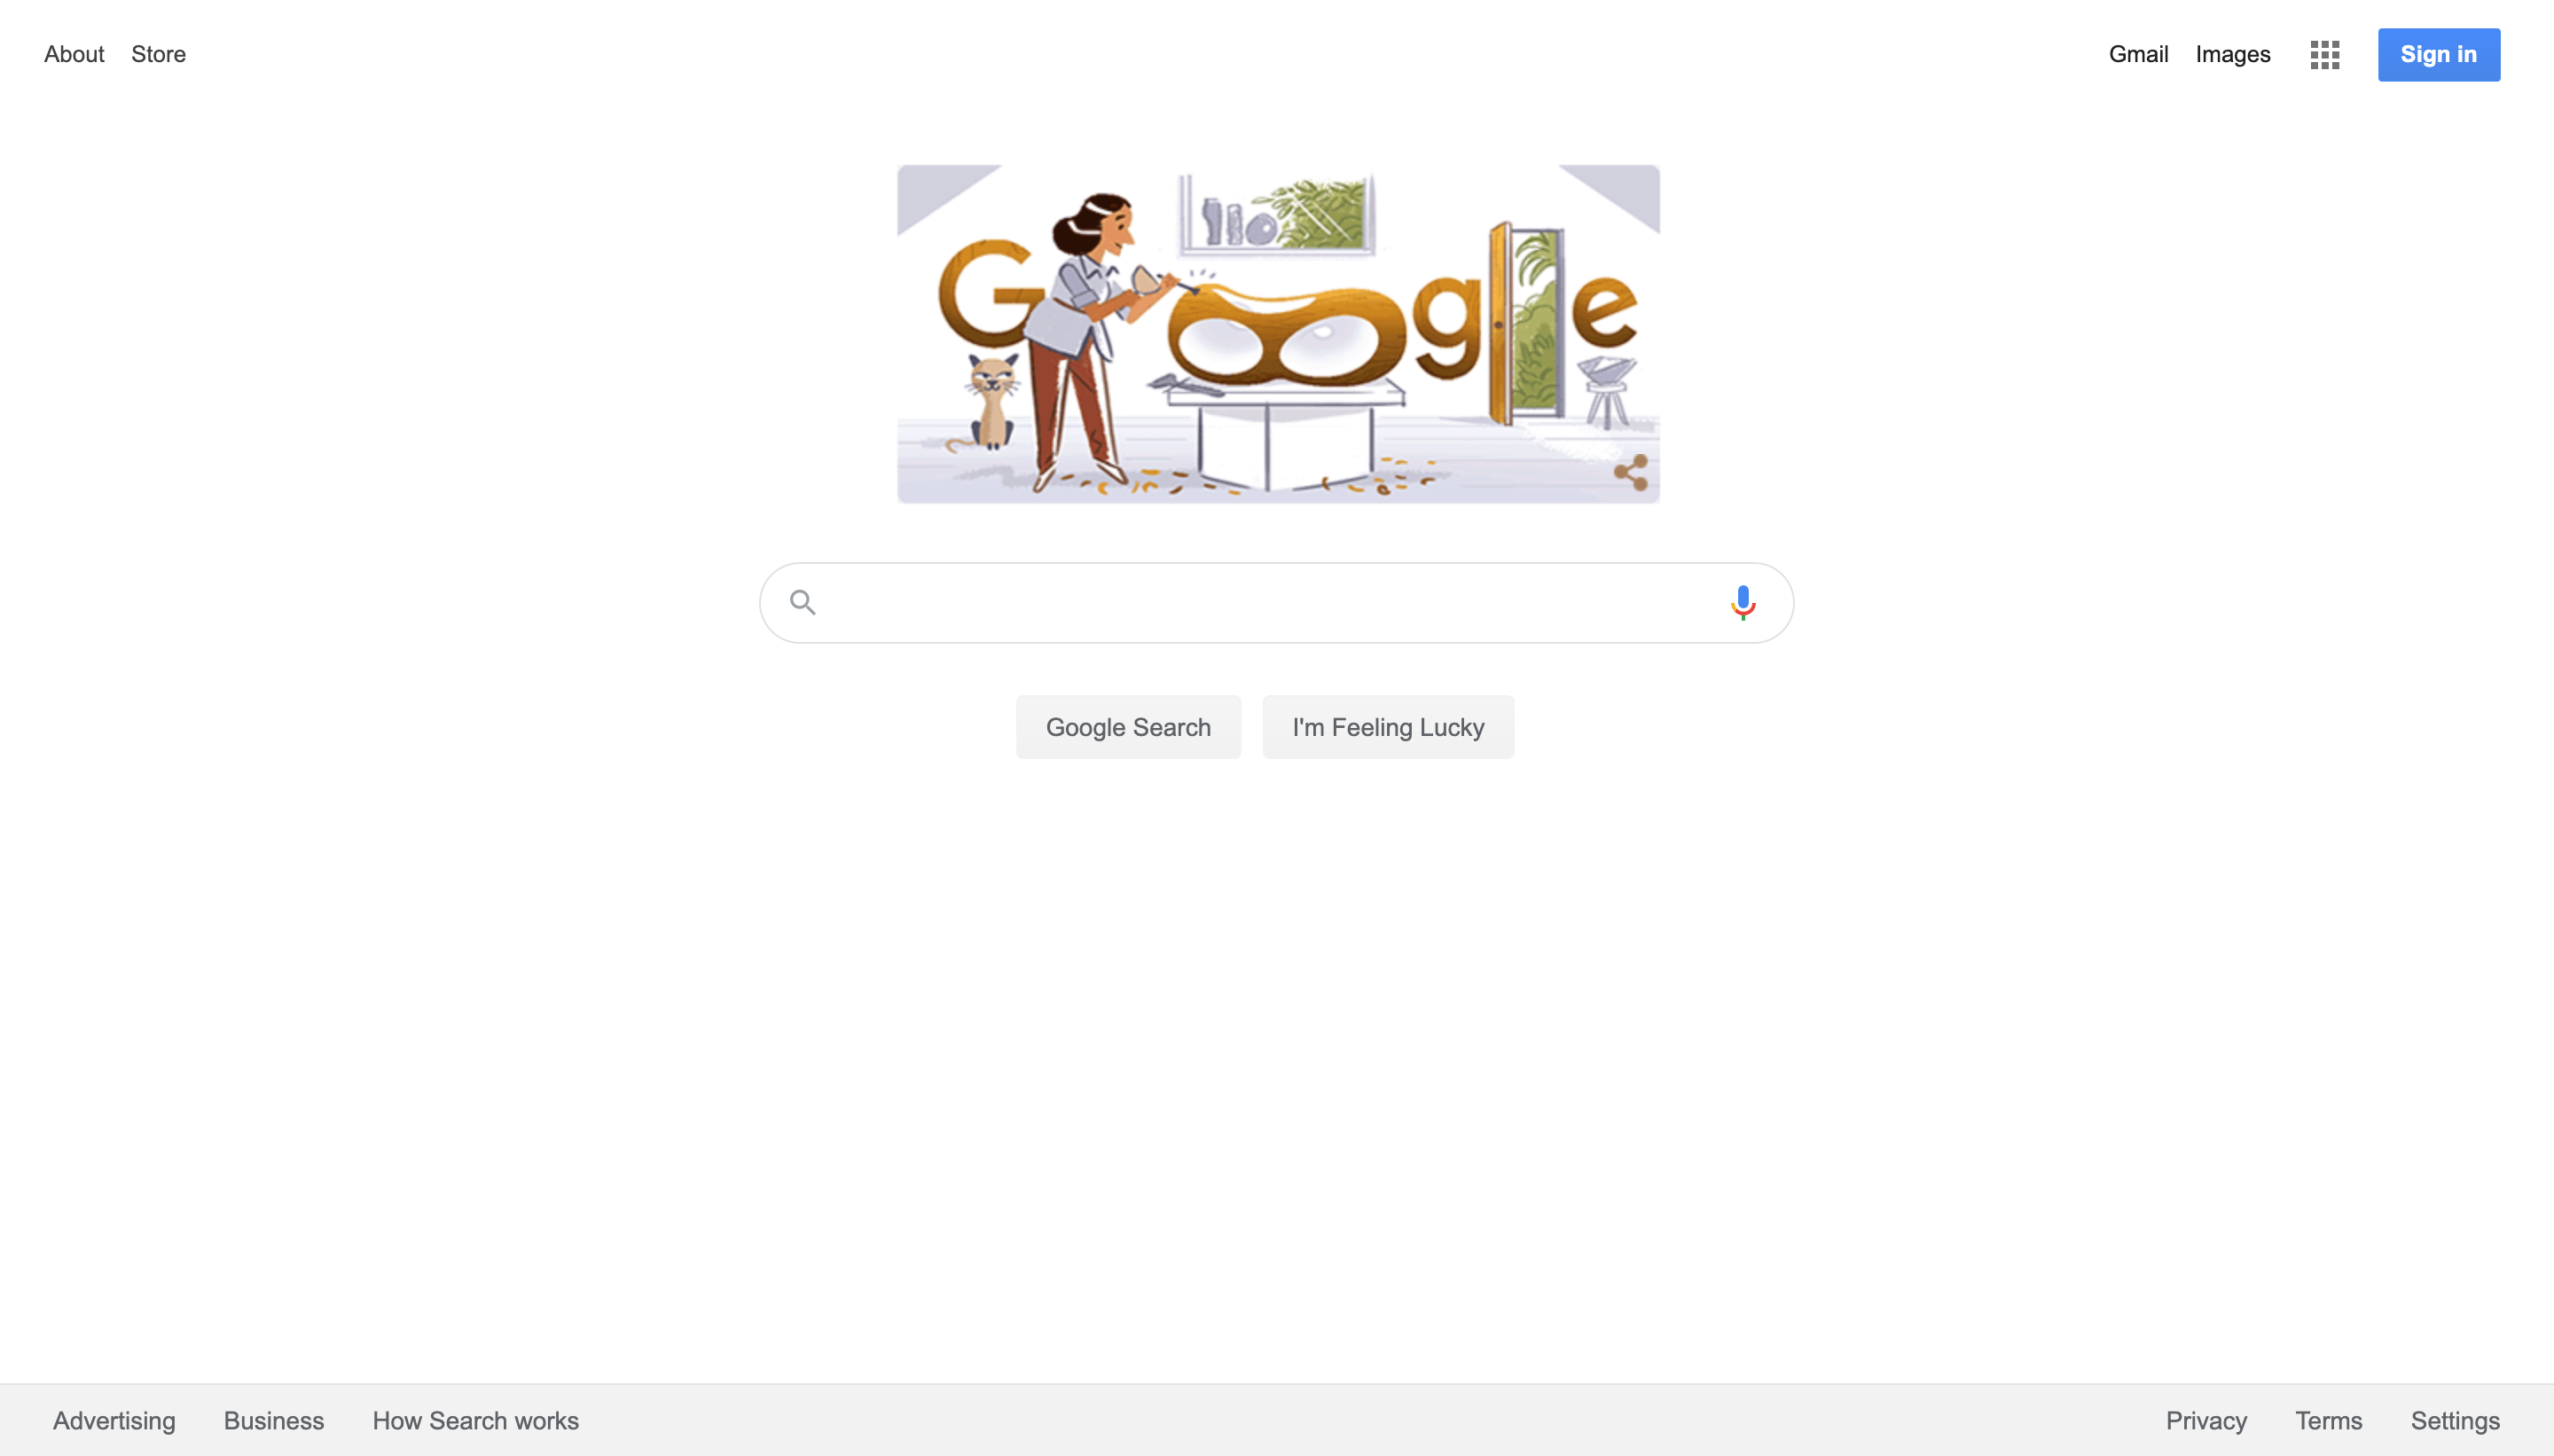 About Store
Gmail Images Sign in
Google
Google Search I'm Feeling Lucky
Advertising Business How Search works
Privacy Terms Settings